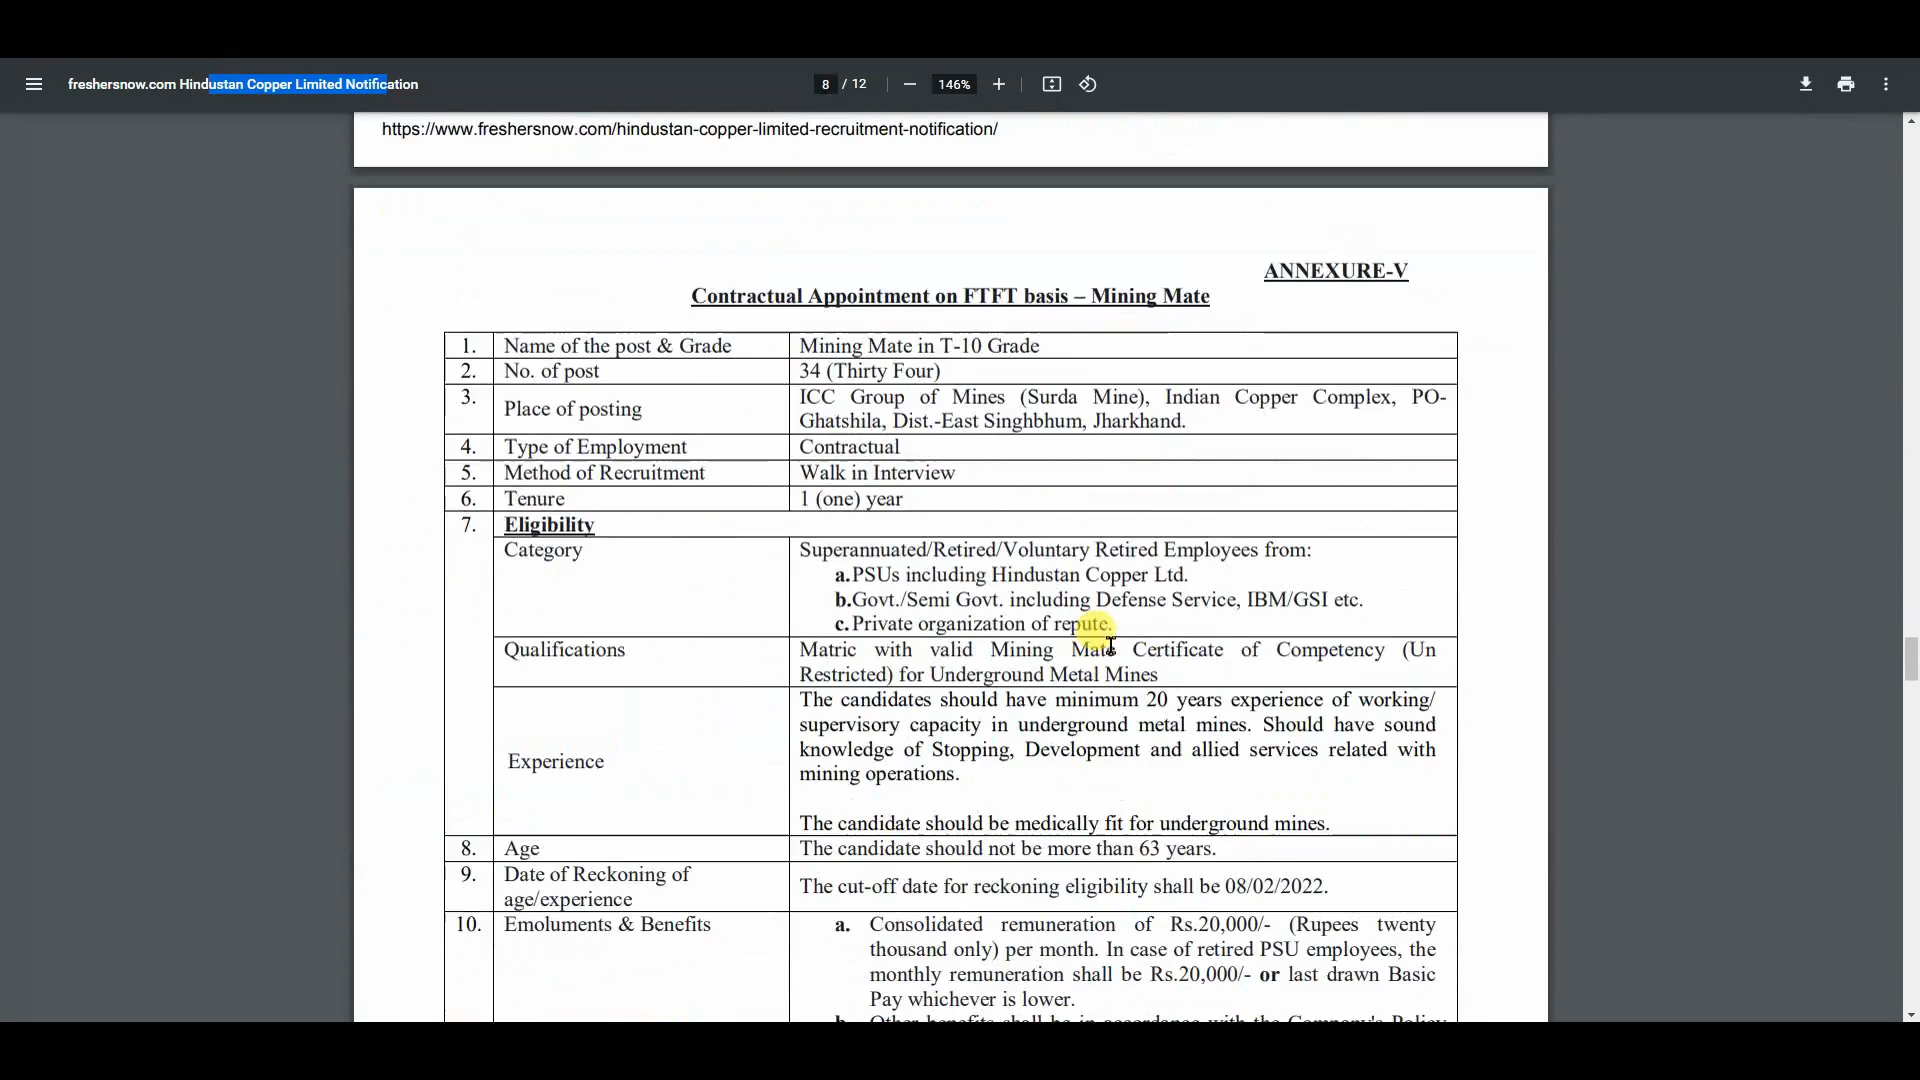 freshersnow.com Hindustan Copper Limited Notification
8 / 12
146%
https://www.freshersnow.com/hindustan-copper-limited-recruitment-notification/
ANNEXURE-V
Contractual Appointment on FTFT basis – Mining Mate
1. Name of the post & Grade Mining Mate in T-10 Grade
2. No. of post 34 (Thirty Four)
3. Place of posting ICC Group of Mines (Surda Mine), Indian Copper Complex, PO-
Ghatshila, Dist.-East Singhbhum, Jharkhand.
4. Type of Employment Contractual
5. Method of Recruitment Walk in Interview
6. Tenure 1 (one) year
7. Eligibility
Category Superannuated/Retired/Voluntary Retired Employees from:
a. PSUs including Hindustan Copper Ltd.
b. Govt./Semi Govt. including Defense Service, IBM/GSI etc.
c. Private organization of repute.
Qualifications Matric with valid Mining Mate Certificate of Competency (Un
Restricted) for Underground Metal Mines
Experience The candidates should have minimum 20 years experience of working/
supervisory capacity in underground metal mines. Should have sound
knowledge of Stopping, Development and allied services related with
mining operations.
The candidate should be medically fit for underground mines.
8. Age The candidate should not be more than 63 years.
9. Date of Reckoning of
age/experience The cut-off date for reckoning eligibility shall be 08/02/2022.
10. Emoluments & Benefits a. Consolidated remuneration of Rs.20,000/- (Rupees twenty
thousand only) per month. In case of retired PSU employees, the
monthly remuneration shall be Rs.20,000/- or last drawn Basic
Pay whichever is lower.
b. Other benefits shall be in accordance with the Company's Policy